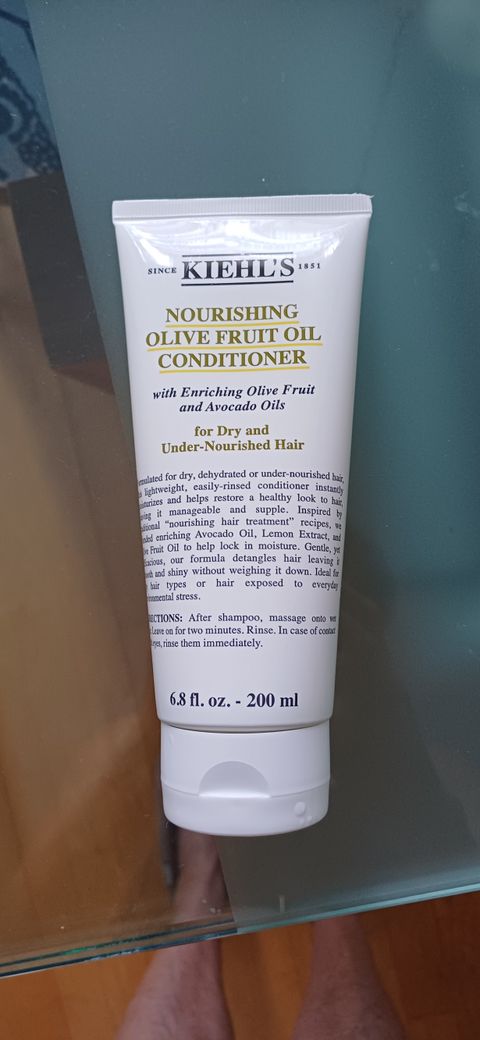 SINCE KIEHL'S 1851
NOURISHING
OLIVE FRUIT OIL
CONDITIONER
with Enriching Olive Fruit
and Avocado Oils
for Dry and
Under-Nourished Hair
for dry, dehydrated or under-nourished hair,
lightweight, easily-rinsed conditioner instantly
and helps restore a healthy look to hair,
it manageable and supple. Inspired by
"nourishing hair treatment" recipes, we
enriching Avocado Oil, Lemon Extract, and
Fruit Oil to help lock in moisture. Gentle, yet
our formula detangles hair leaving it
and shiny without weighing it down. Ideal for
hair types or hair exposed to everyday
stress.
After shampoo, massage onto wet
Leave on for two minutes. Rinse. In case of contact
eyes, rinse them immediately.
6.8 fl. oz. - 200 ml